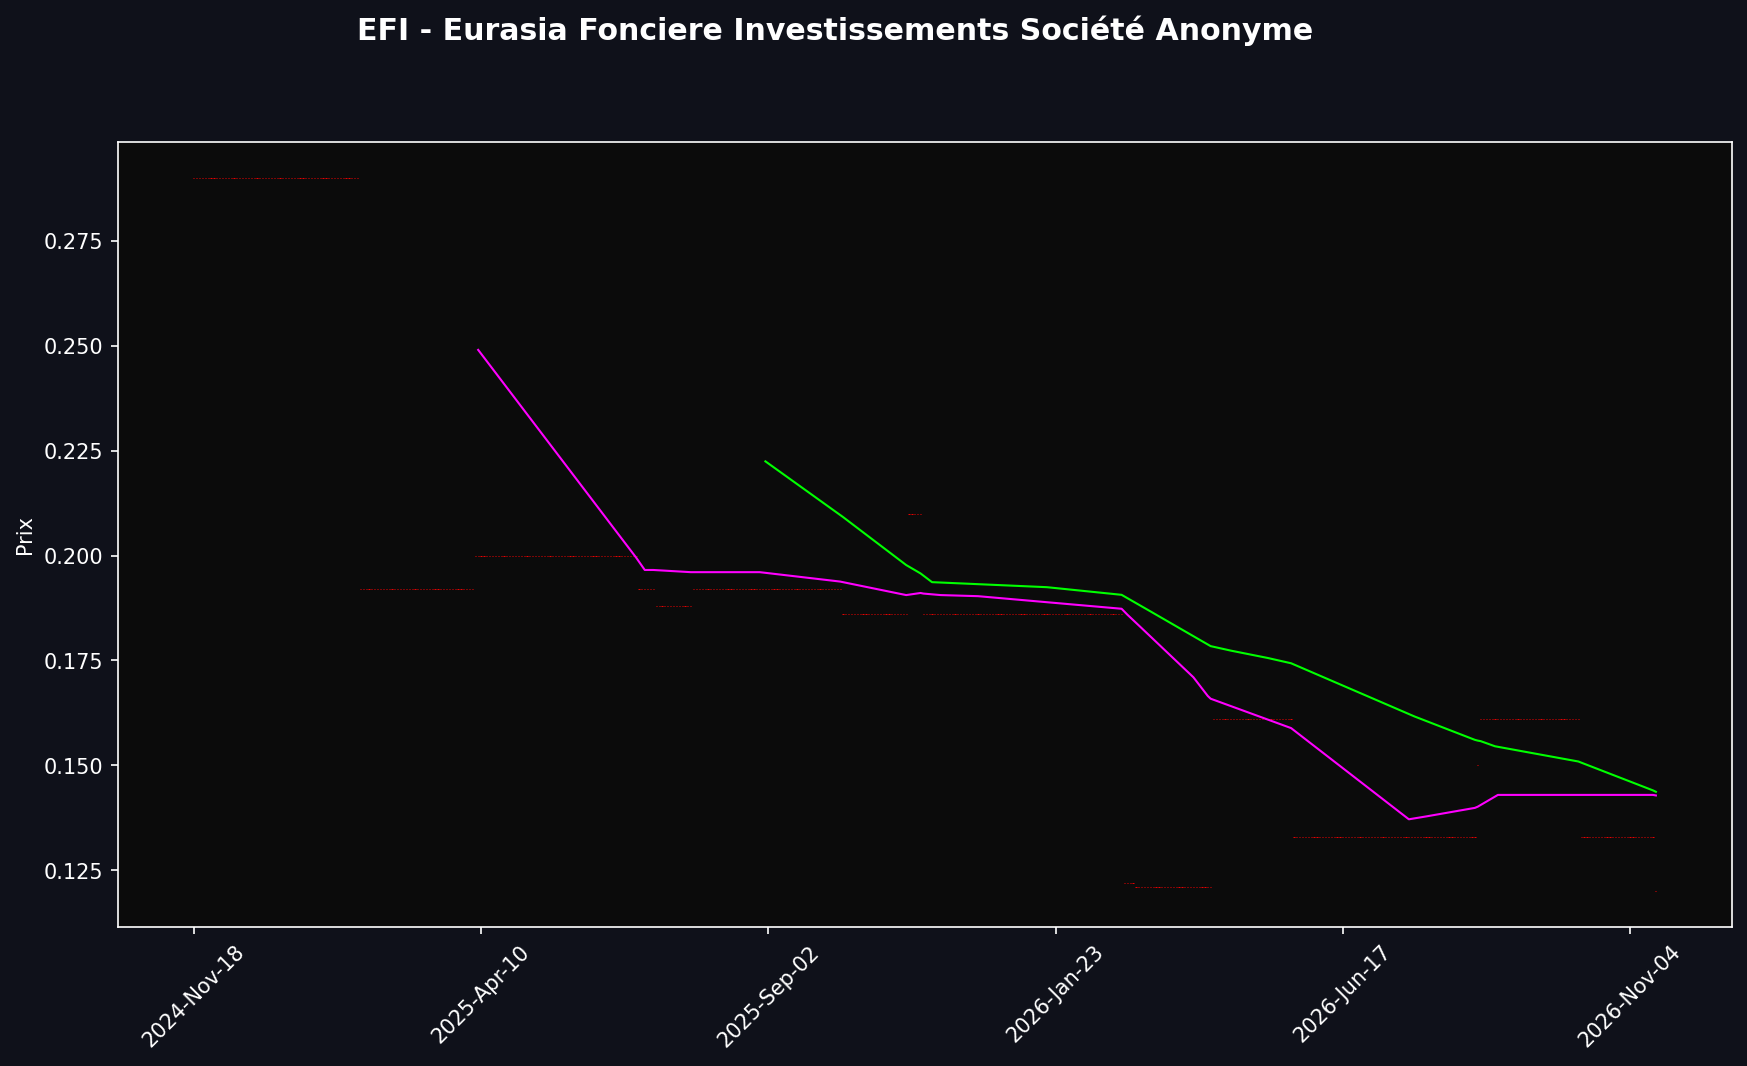 EFI - Eurasia Fonciere Investissements Société Anonyme
Prix
0.275
0.250
0.225
0.200
0.175
0.150
0.125
2024-Nov-18
2025-Apr-10
2025-Sep-02
2026-Jan-23
2026-Jun-17
2026-Nov-04